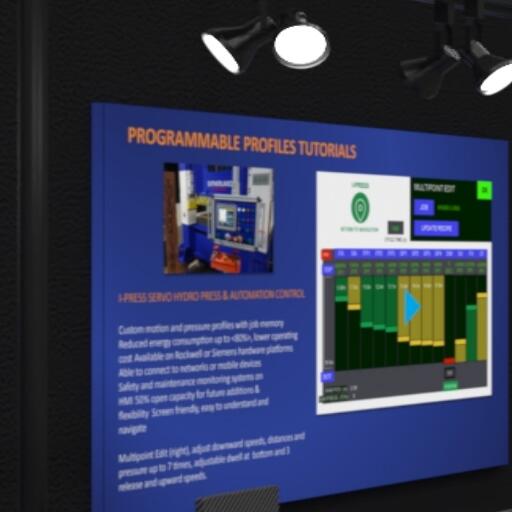 PROGRAMMABLE PROFILES TUTORIALS
I-PRESS SERVO HYDRO PRESS & AUTOMATION CONTROL
Custom motion and pressure profiles with job memory
Reduced energy consumption up to <80%>, lower operating
cost Available on Rockwell or Siemens hardware platforms
Able to connect to networks or mobile devices
Safety and maintenance monitoring systems on
HMI 50% open capacity for future additions &
flexibility Screen friendly, easy to understand and
navigate
Multipoint Edit (right), adjust downward speeds, distances and
pressure up to 7 times, adjustable dwell at bottom and 3
release and upward speeds.
I-PRESS
MULTIPOINT EDIT
JOB
UPDATE RECIPE